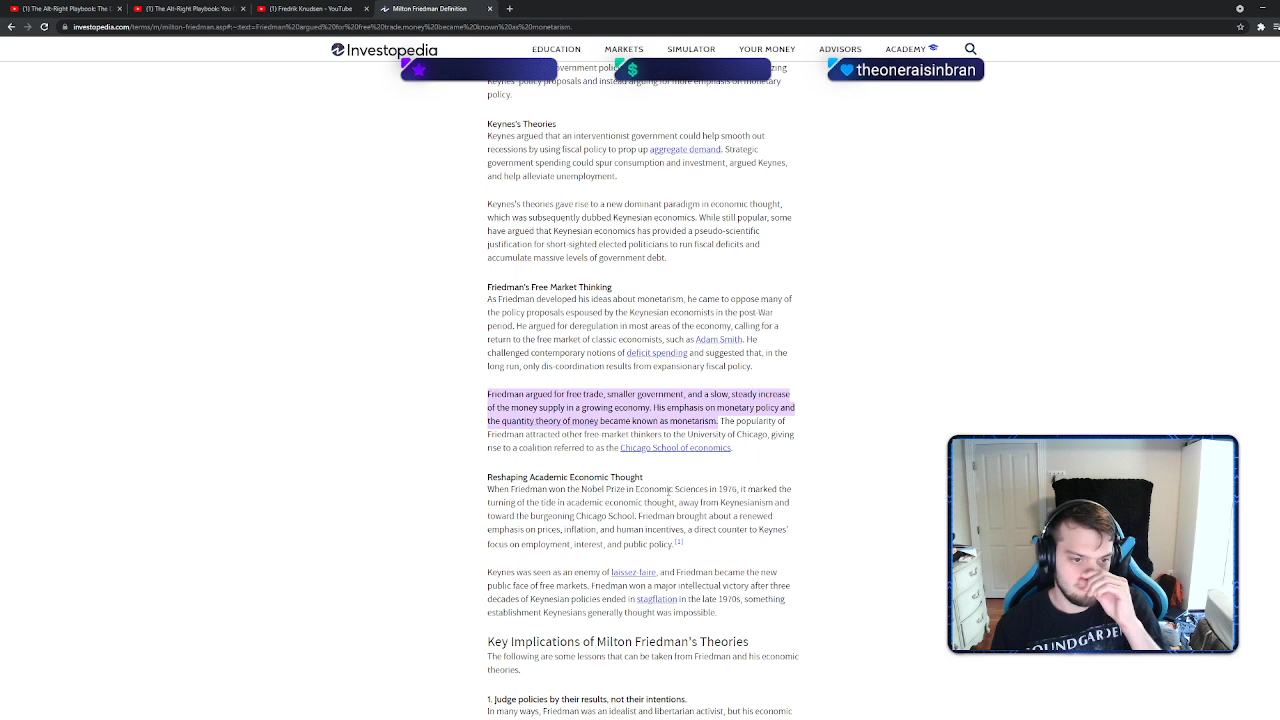 (1) The Alt-Right Playbook: The C
(1) The Alt-Right Playbook: You G
(1) Fredrik Knudsen - YouTube
Milton Friedman Definition
investopedia.com/terms/m/milton-friedman.asp#:~:text=Friedman%20argued%20for%20free%20trade,money%20became%20known%20as%20monetarism.
Investopedia
EDUCATION
MARKETS
SIMULATOR
YOUR MONEY
ADVISORS
ACADEMY
theoneraisinbran
Keynes' policy proposals and instead arguing for more emphasis on monetary
policy.
Keynes's Theories
Keynes argued that an interventionist government could help smooth out
recessions by using fiscal policy to prop up aggregate demand. Strategic
government spending could spur consumption and investment, argued Keynes,
and help alleviate unemployment.
Keynes's theories gave rise to a new dominant paradigm in economic thought,
which was subsequently dubbed Keynesian economics. While still popular, some
have argued that Keynesian economics has provided a pseudo-scientific
justification for short-sighted elected politicians to run fiscal deficits and
accumulate massive levels of government debt.
Friedman's Free Market Thinking
As Friedman developed his ideas about monetarism, he came to oppose many of
the policy proposals espoused by the Keynesian economists in the post-War
period. He argued for deregulation in most areas of the economy, calling for a
return to the free market of classic economists, such as Adam Smith. He
challenged contemporary notions of deficit spending and suggested that, in the
long run, only dis-coordination results from expansionary fiscal policy.
Friedman argued for free trade, smaller government, and a slow, steady increase
of the money supply in a growing economy. His emphasis on monetary policy and
the quantity theory of money became known as monetarism. The popularity of
Friedman attracted other free-market thinkers to the University of Chicago, giving
rise to a coalition referred to as the Chicago School of economics.
Reshaping Academic Economic Thought
When Friedman won the Nobel Prize in Economic Sciences in 1976, it marked the
turning of the tide in academic economic thought, away from Keynesianism and
toward the burgeoning Chicago School. Friedman brought about a renewed
emphasis on prices, inflation, and human incentives, a direct counter to Keynes'
focus on employment, interest, and public policy. [1]
Keynes was seen as an enemy of laissez-faire, and Friedman became the new
public face of free markets. Friedman won a major intellectual victory after three
decades of Keynesian policies ended in stagflation in the late 1970s, something
establishment Keynesians generally thought was impossible.
Key Implications of Milton Friedman's Theories
The following are some lessons that can be taken from Friedman and his economic
theories.
1. Judge policies by their results, not their intentions.
In many ways, Friedman was an idealist and libertarian activist, but his economic
OUNDGARDEN